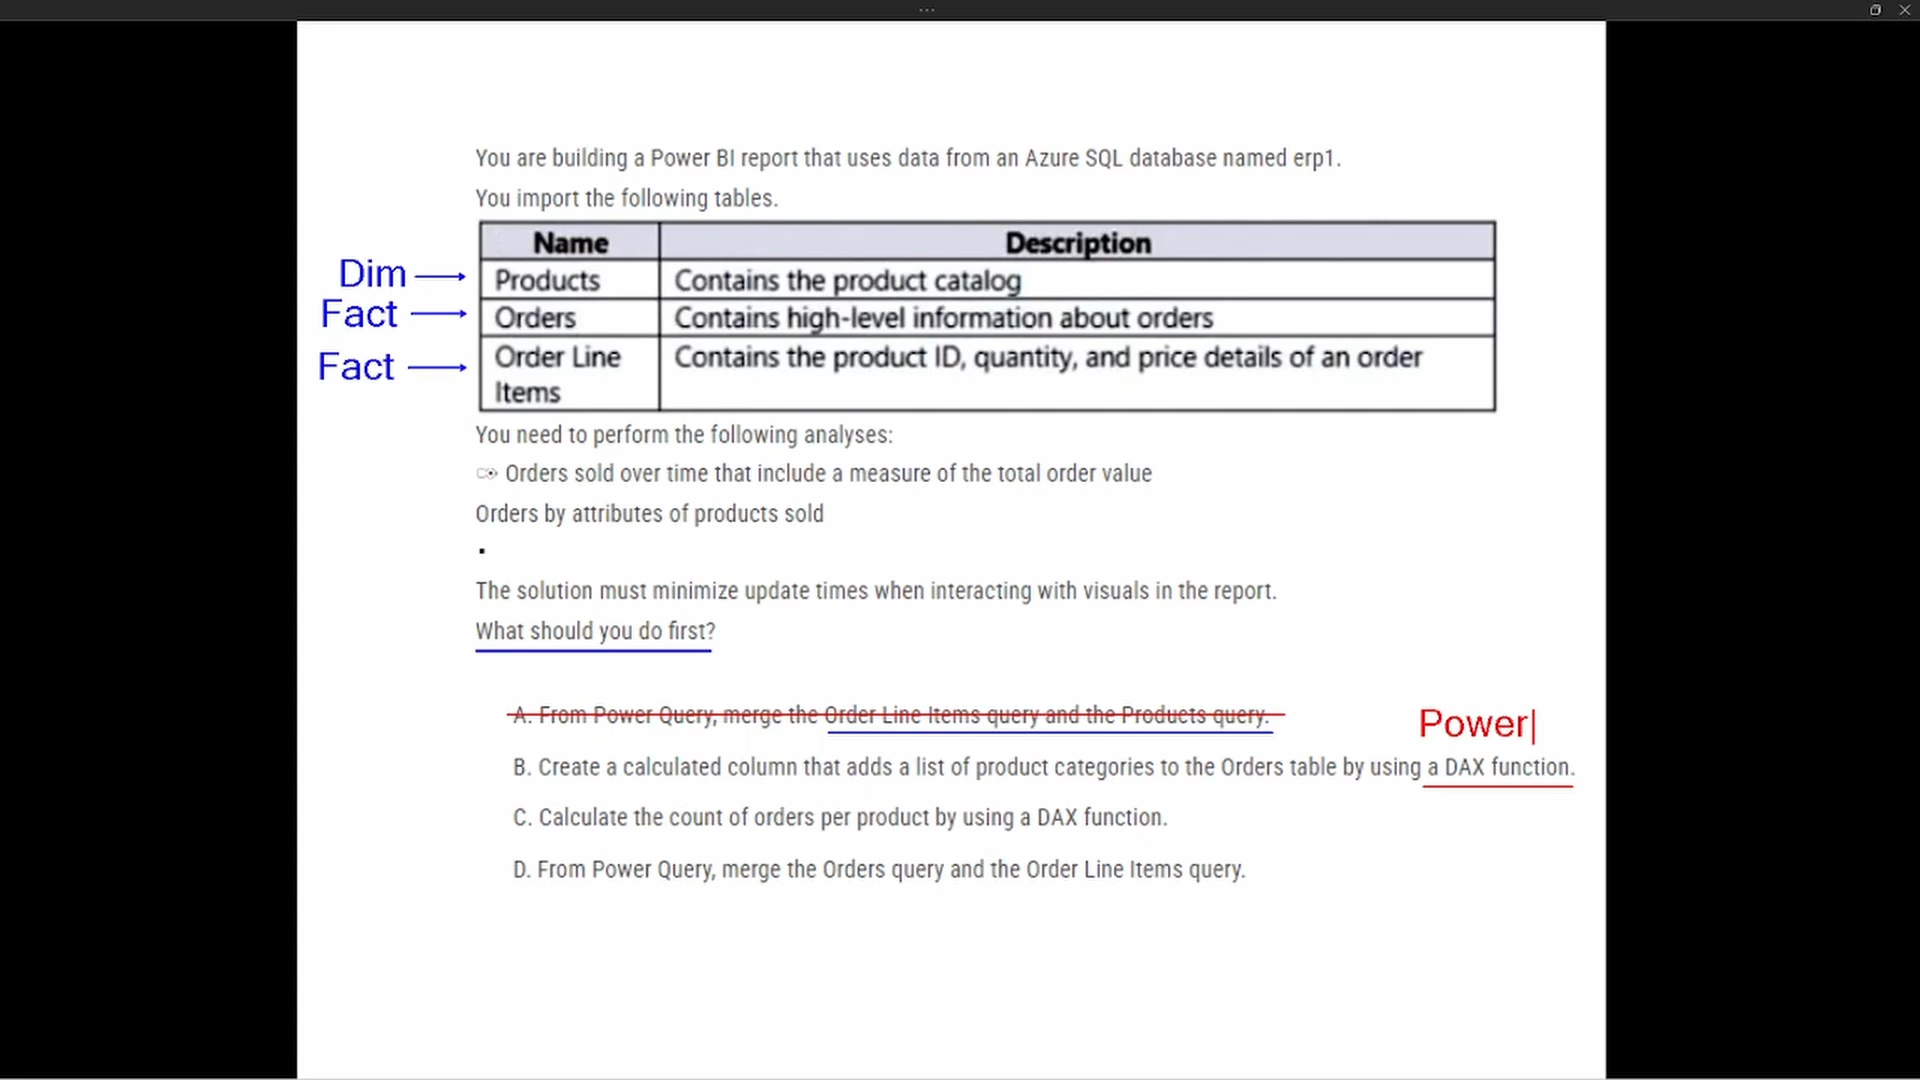 You are building a Power BI report that uses data from an Azure SQL database named erp1.
You import the following tables.
Name Description
Dim Products Contains the product catalog
Fact Orders Contains high-level information about orders
Fact Order Line Contains the product ID, quantity, and price details of an order
Items
You need to perform the following analyses:
Orders sold over time that include a measure of the total order value
Orders by attributes of products sold
The solution must minimize update times when interacting with visuals in the report.
What should you do first?
A. From Power Query, merge the Order Line Items query and the Products query.
Power
B. Create a calculated column that adds a list of product categories to the Orders table by using a DAX function.
C. Calculate the count of orders per product by using a DAX function.
D. From Power Query, merge the Orders query and the Order Line Items query.